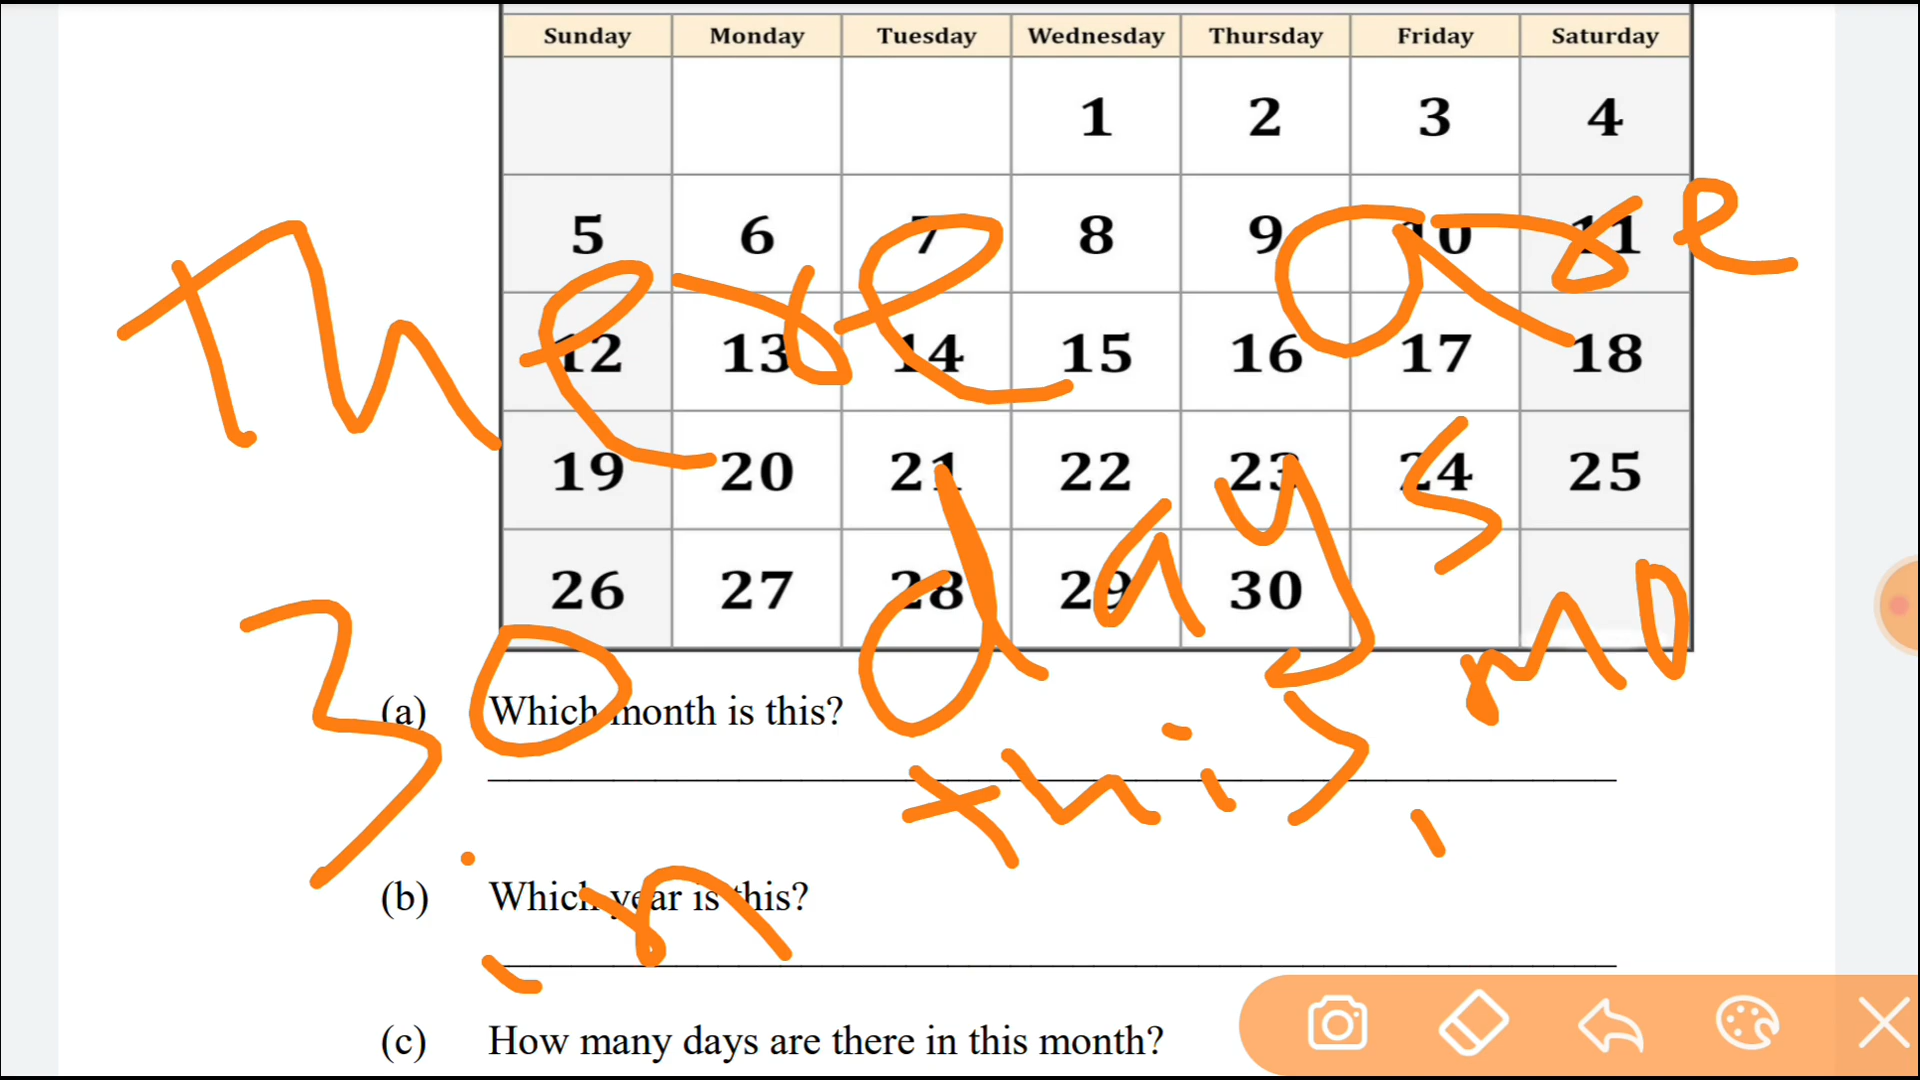 Sunday Monday Tuesday Wednesday Thursday Friday Saturday
1 2 3 4
5 6 7 8 9 10 11
12 13 14 15 16 17 18
19 20 21 22 23 24 25
26 27 28 29 30
These are
30 days
in this mo
(a) Which month is this?
(b) Which year is this?
(c) How many days are there in this month?